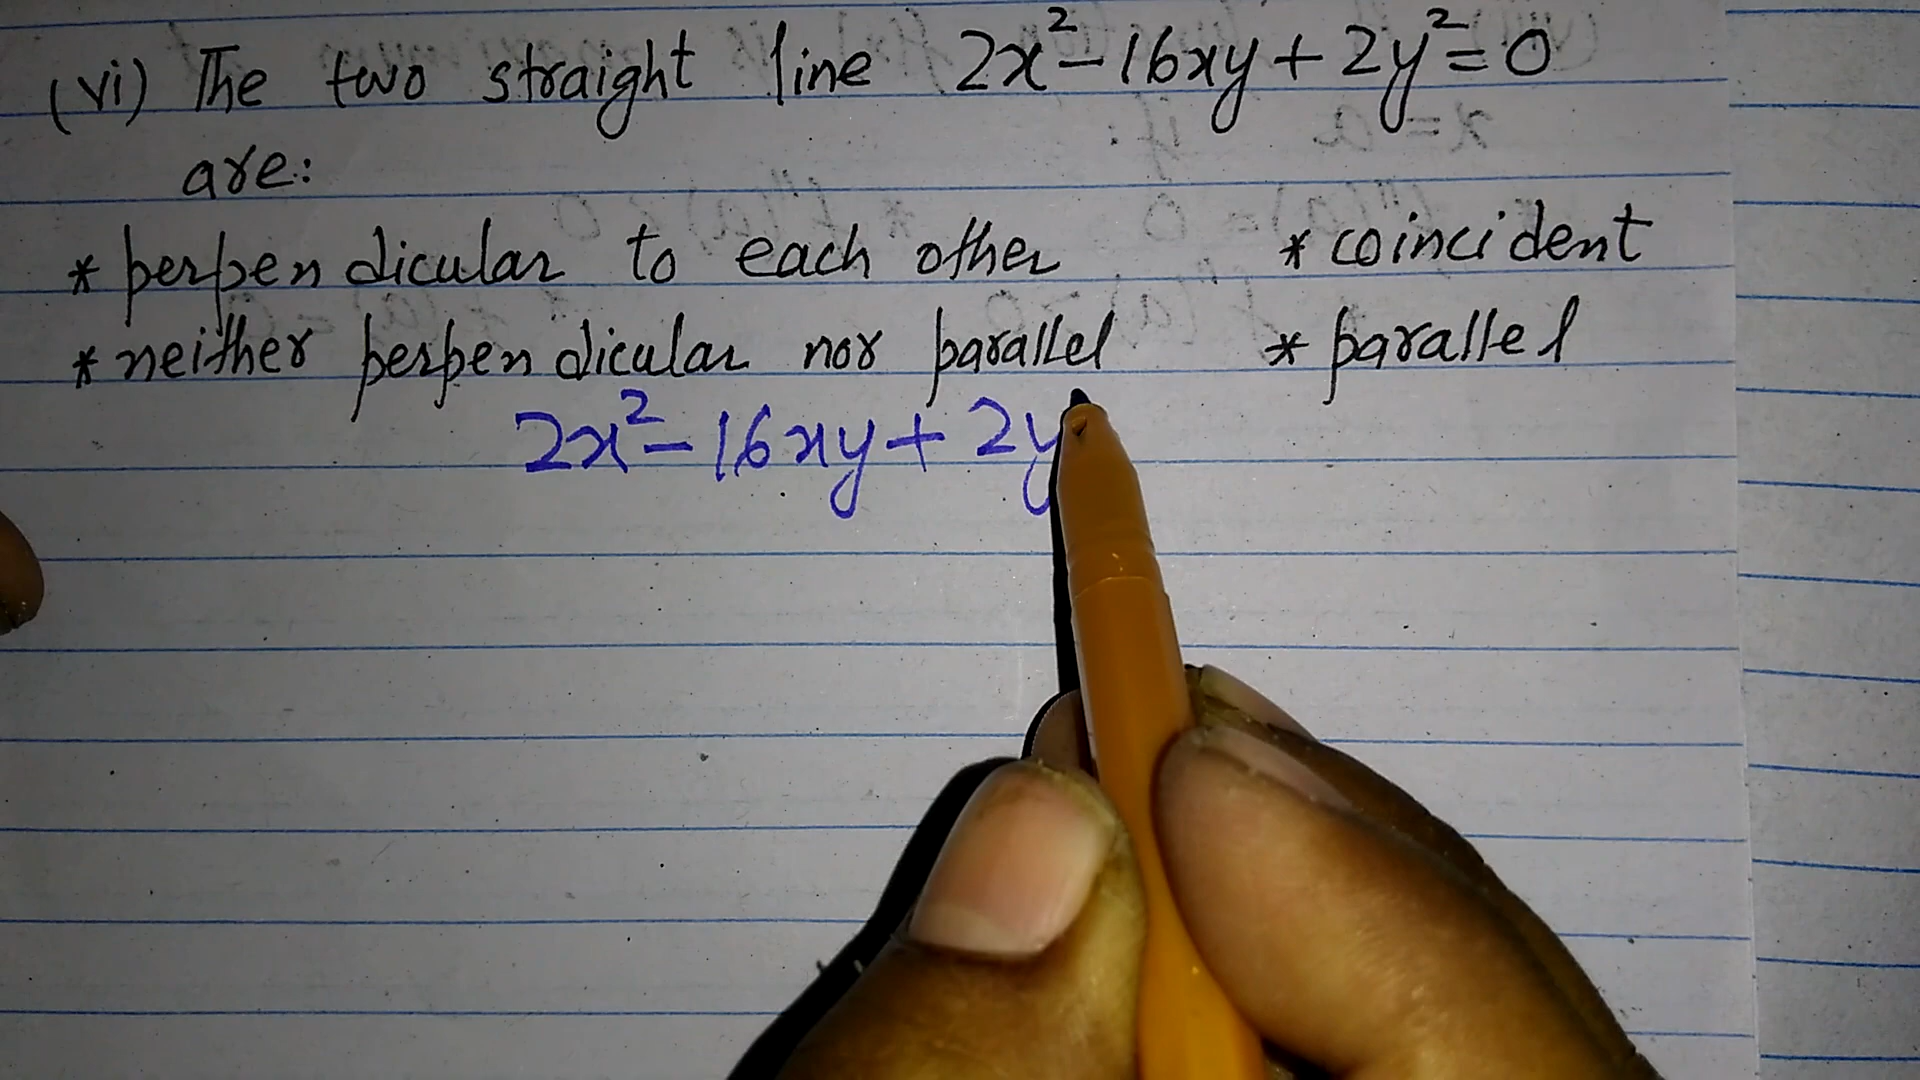 (vi) The two straight line 2x²-16xy+2y²=0
are:
* perpendicular to each other * coincident
* neither perpendicular nor parallel * parallel
2x²-16xy+2y